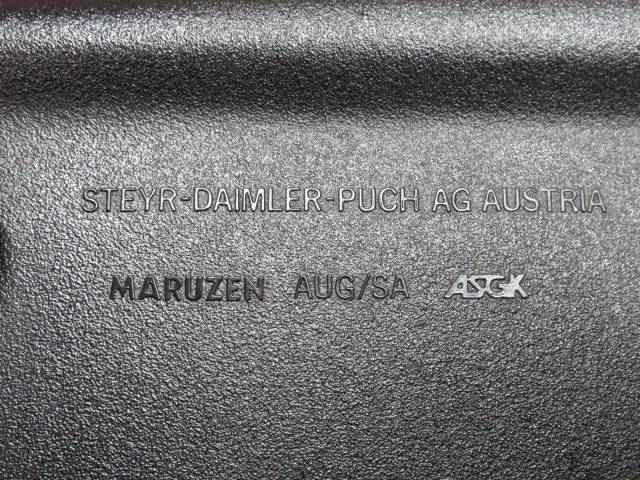 STEYR-DAIMLER-PUCH AG AUSTRIA
MARUZEN AUG/SA ASGK